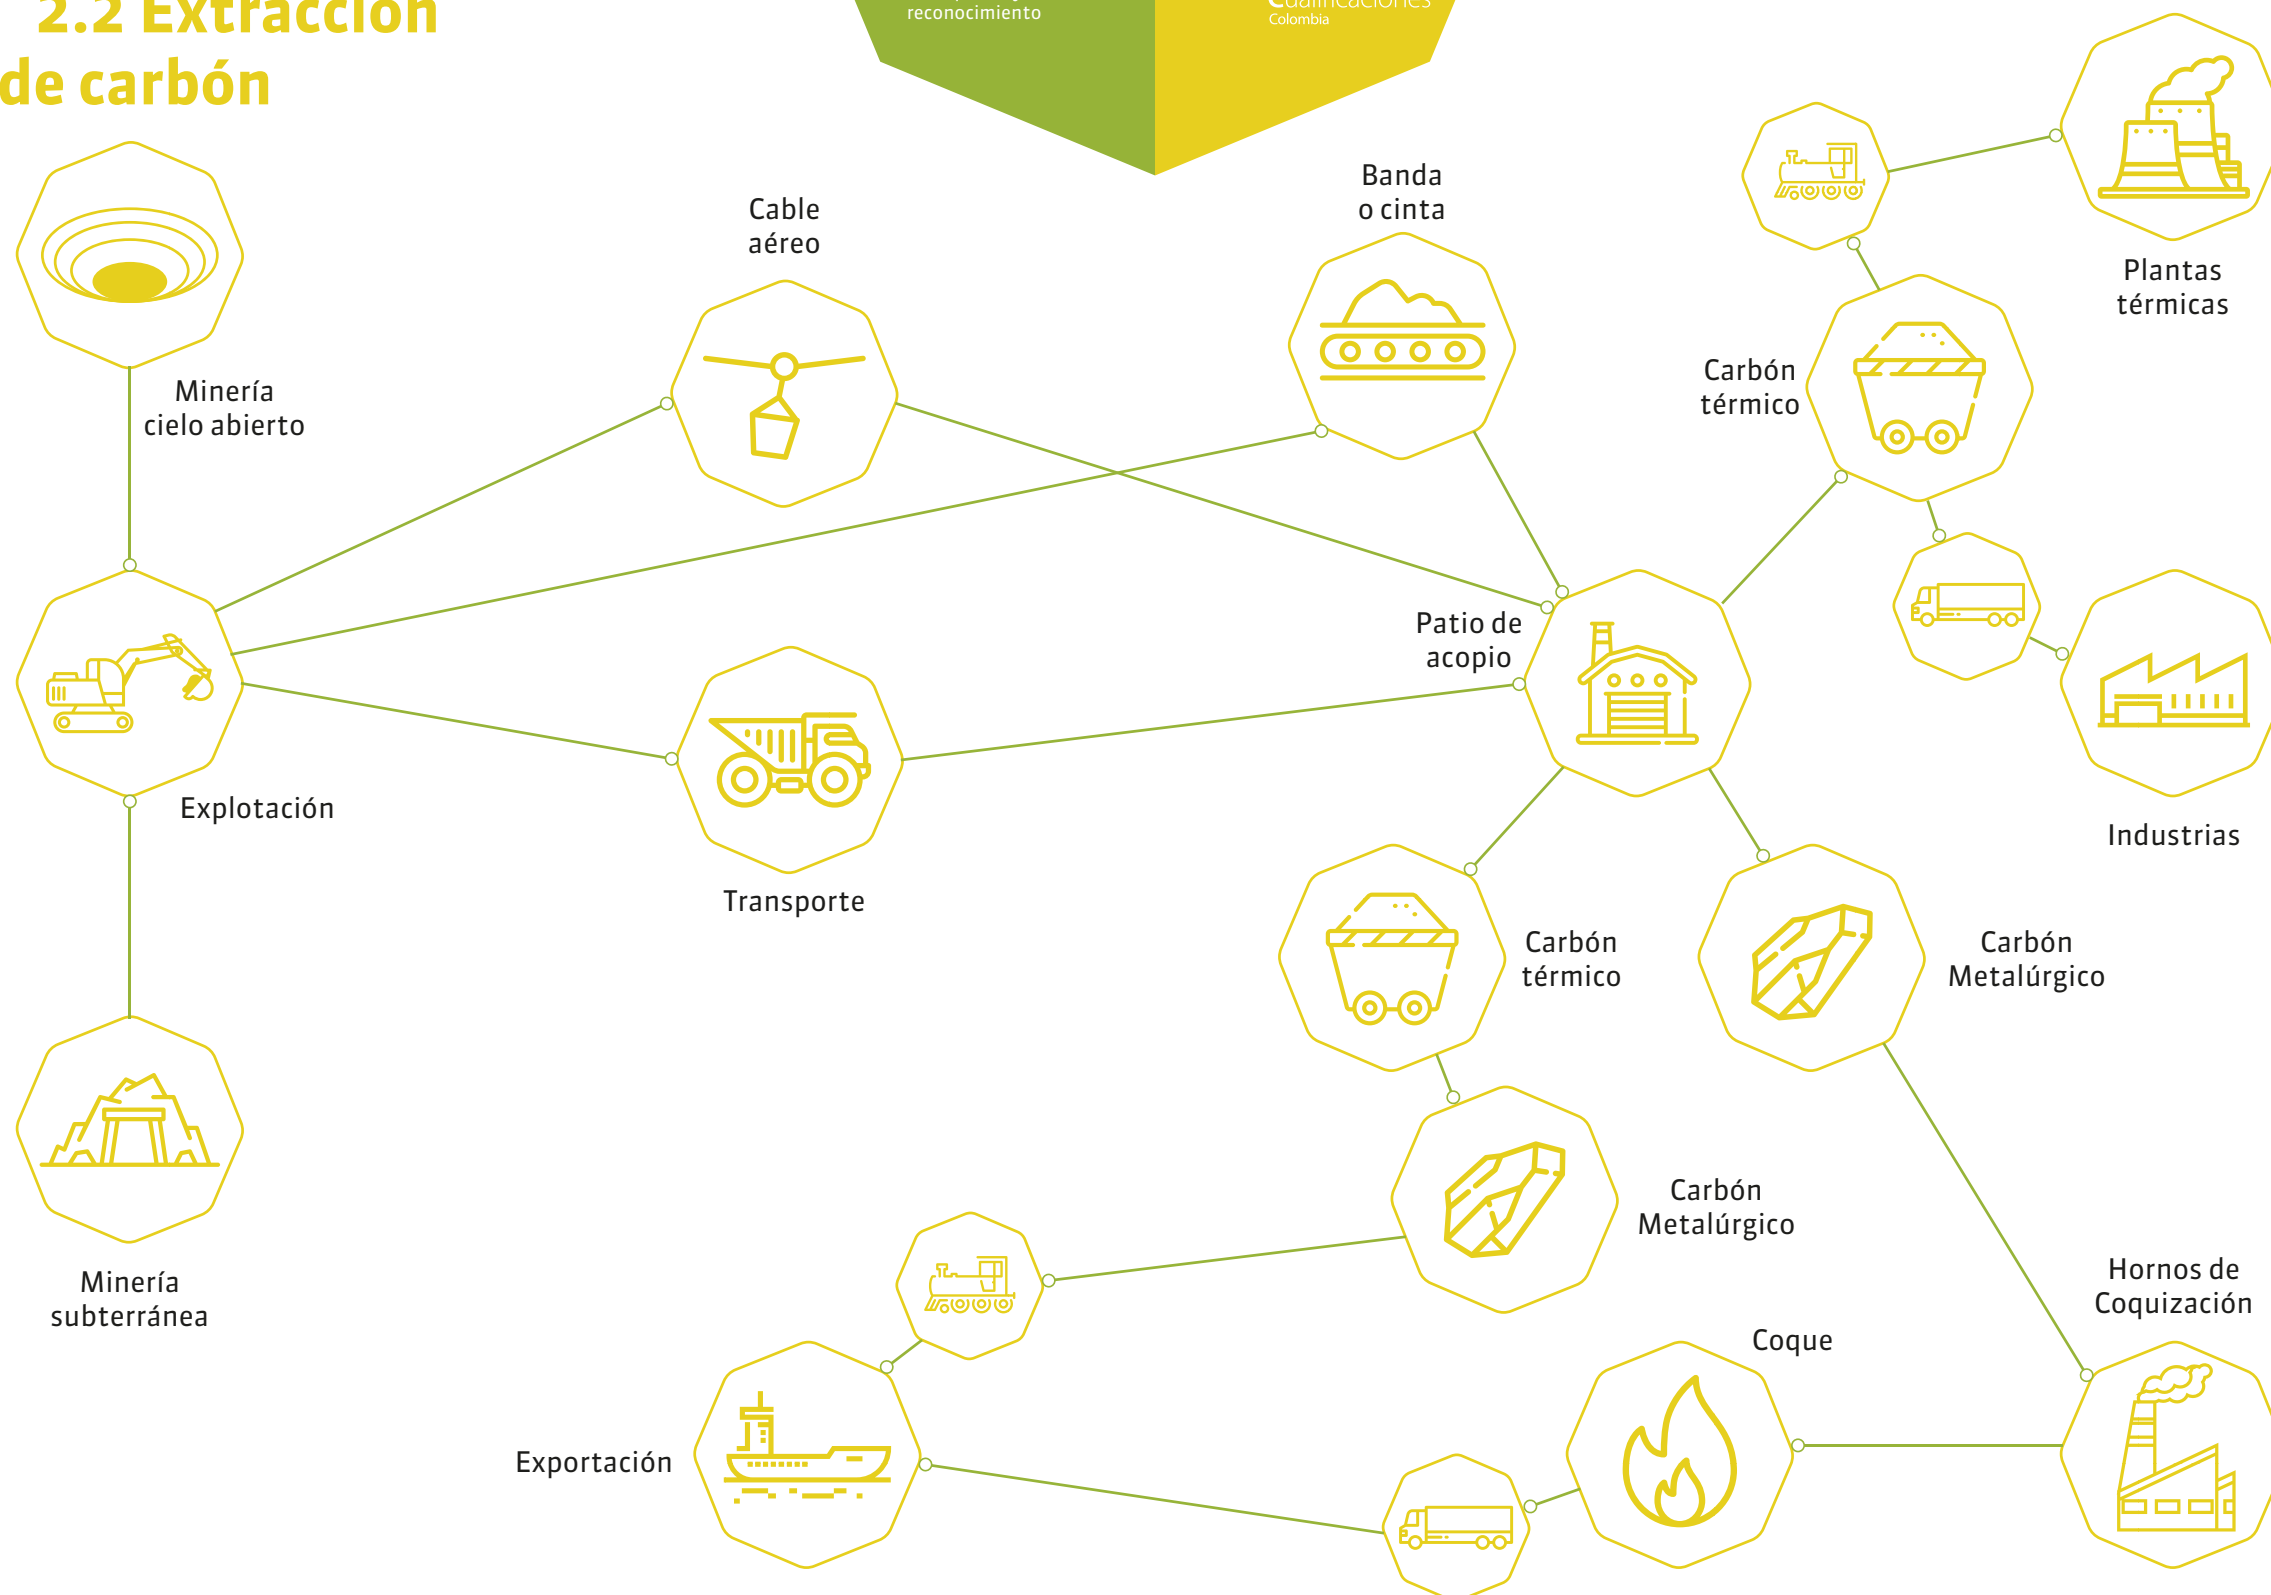 2.2 Extracción
de carbón
reconocimiento
Cualificaciones
Colombia
Minería
cielo abierto
Cable
aéreo
Banda
o cinta
Plantas
térmicas
Carbón
térmico
Patio de
acopio
Explotación
Industrias
Transporte
Carbón
térmico
Carbón
Metalúrgico
Carbón
Metalúrgico
Minería
subterránea
Hornos de
Coquización
Coque
Exportación